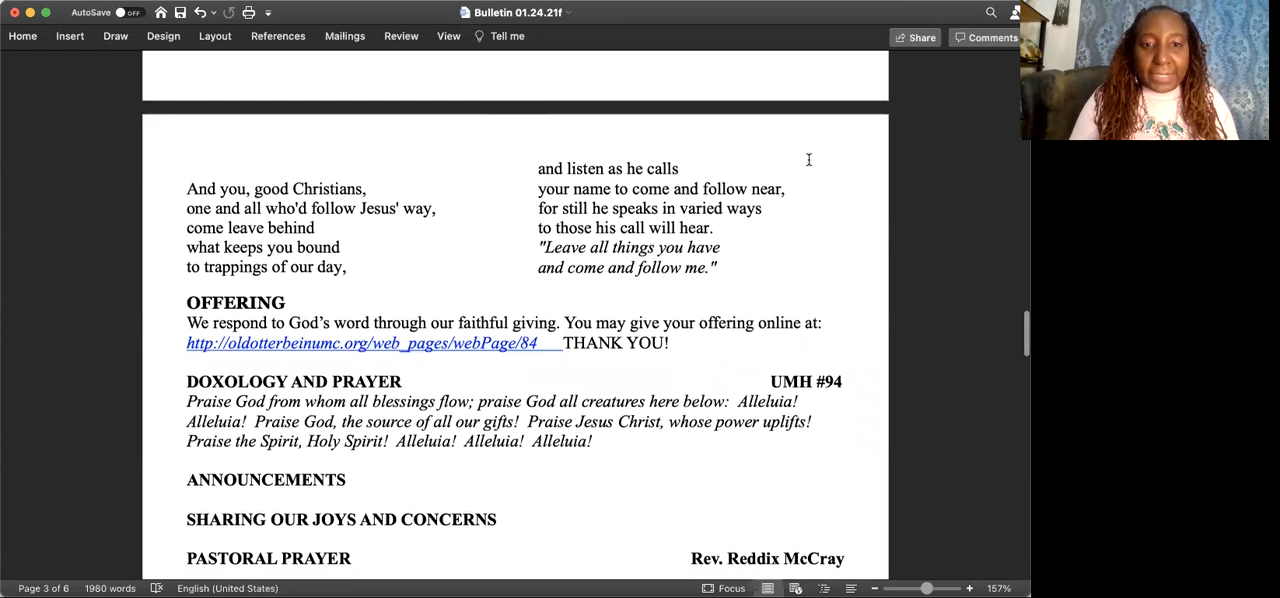 AutoSave OFF
Bulletin 01.24.21f
Home Insert Draw Design Layout References Mailings Review View Tell me
Share Comments
And you, good Christians,
one and all who'd follow Jesus' way,
come leave behind
what keeps you bound
to trappings of our day,
and listen as he calls
your name to come and follow near,
for still he speaks in varied ways
to those his call will hear.
"Leave all things you have
and come and follow me."
OFFERING
We respond to God’s word through our faithful giving. You may give your offering online at:
http://oldotterbeinumc.org/web_pages/webPage/84 THANK YOU!
DOXOLOGY AND PRAYER UMH #94
Praise God from whom all blessings flow; praise God all creatures here below: Alleluia!
Alleluia! Praise God, the source of all our gifts! Praise Jesus Christ, whose power uplifts!
Praise the Spirit, Holy Spirit! Alleluia! Alleluia! Alleluia!
ANNOUNCEMENTS
SHARING OUR JOYS AND CONCERNS
PASTORAL PRAYER Rev. Reddix McCray
Page 3 of 6 1980 words English (United States) Focus 157%